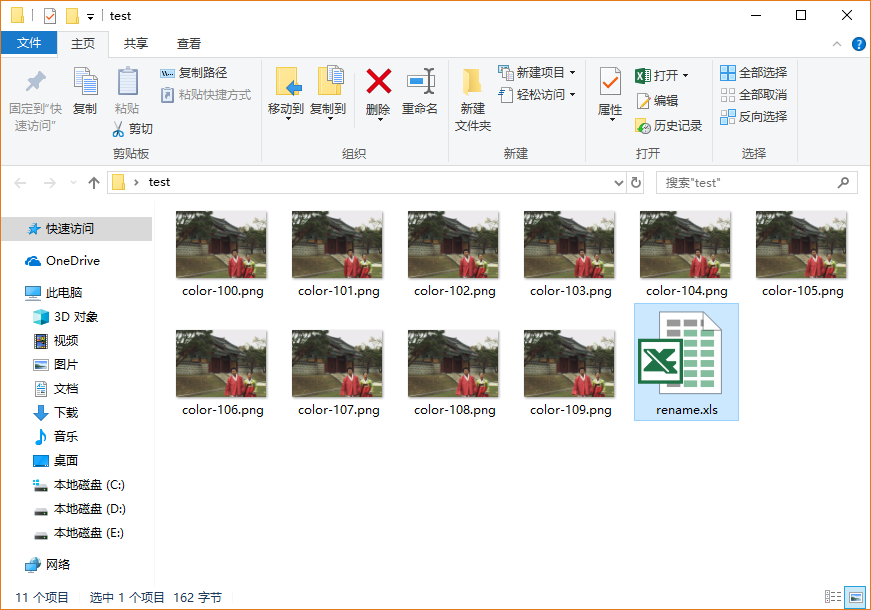 test
文件 主页 共享 查看
固定到"快速访问"
复制
粘贴
复制路径
粘贴快捷方式
剪切
剪贴板
移动到
复制到
删除
重命名
组织
新建
文件夹
新建项目
轻松访问
新建
属性
打开
编辑
历史记录
打开
全部选择
全部取消
反向选择
选择
test
搜索"test"
快速访问
OneDrive
此电脑
3D 对象
视频
图片
文档
下载
音乐
桌面
本地磁盘 (C:)
本地磁盘 (D:)
本地磁盘 (E:)
网络
color-100.png color-101.png color-102.png color-103.png color-104.png color-105.png
color-106.png color-107.png color-108.png color-109.png rename.xls
11 个项目 选中 1 个项目 162 字节